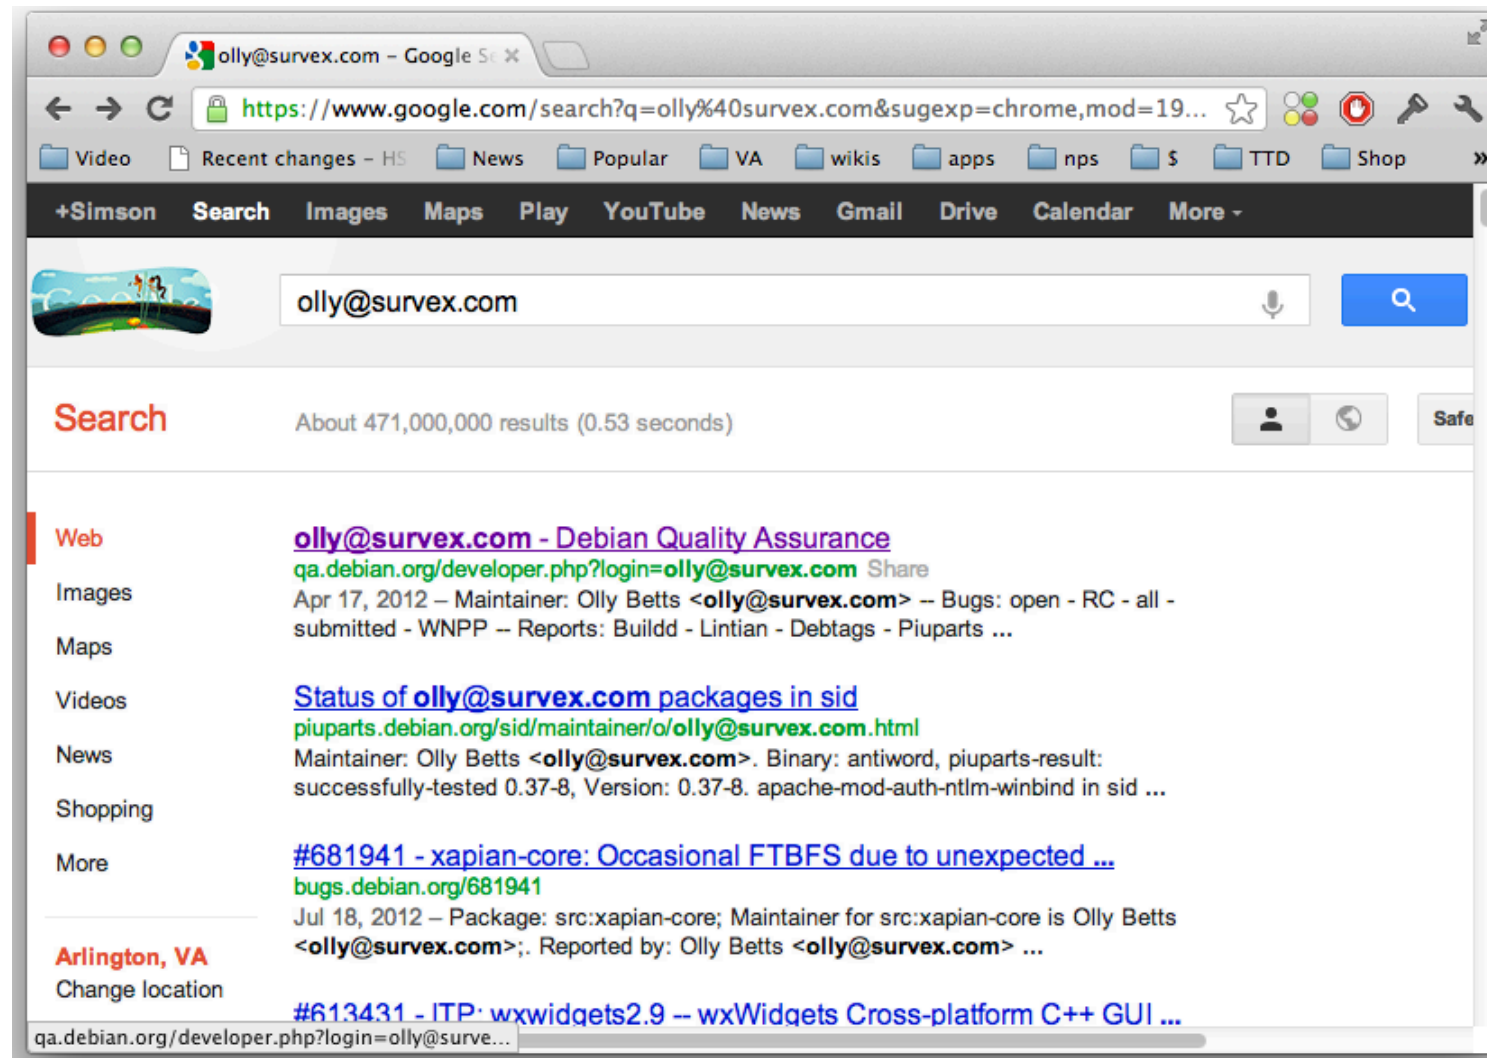 olly@survex.com – Google Se
https://www.google.com/search?q=olly%40survex.com&sugexp=chrome,mod=19...
Video Recent changes – HS News Popular VA wikis apps nps $ TTD Shop »
+Simson Search Images Maps Play YouTube News Gmail Drive Calendar More
Google
olly@survex.com
Search About 471,000,000 results (0.53 seconds) Safe
Web
Images
Maps
Videos
News
Shopping
More
Arlington, VA
Change location
olly@survex.com - Debian Quality Assurance
qa.debian.org/developer.php?login=olly@survex.com Share
Apr 17, 2012 – Maintainer: Olly Betts <olly@survex.com> -- Bugs: open - RC - all -
submitted - WNPP -- Reports: Buildd - Lintian - Debtags - Piuparts ...
Status of olly@survex.com packages in sid
piuparts.debian.org/sid/maintainer/o/olly@survex.com.html
Maintainer: Olly Betts <olly@survex.com>. Binary: antiword, piuparts-result:
successfully-tested 0.37-8, Version: 0.37-8. apache-mod-auth-ntlm-winbind in sid ...
#681941 - xapian-core: Occasional FTBFS due to unexpected ...
bugs.debian.org/681941
Jul 18, 2012 – Package: src:xapian-core; Maintainer for src:xapian-core is Olly Betts
<olly@survex.com>;. Reported by: Olly Betts <olly@survex.com> ...
#613431 - ITP: wxwidgets2.9 -- wxWidgets Cross-platform C++ GUI ...
qa.debian.org/developer.php?login=olly@surve...